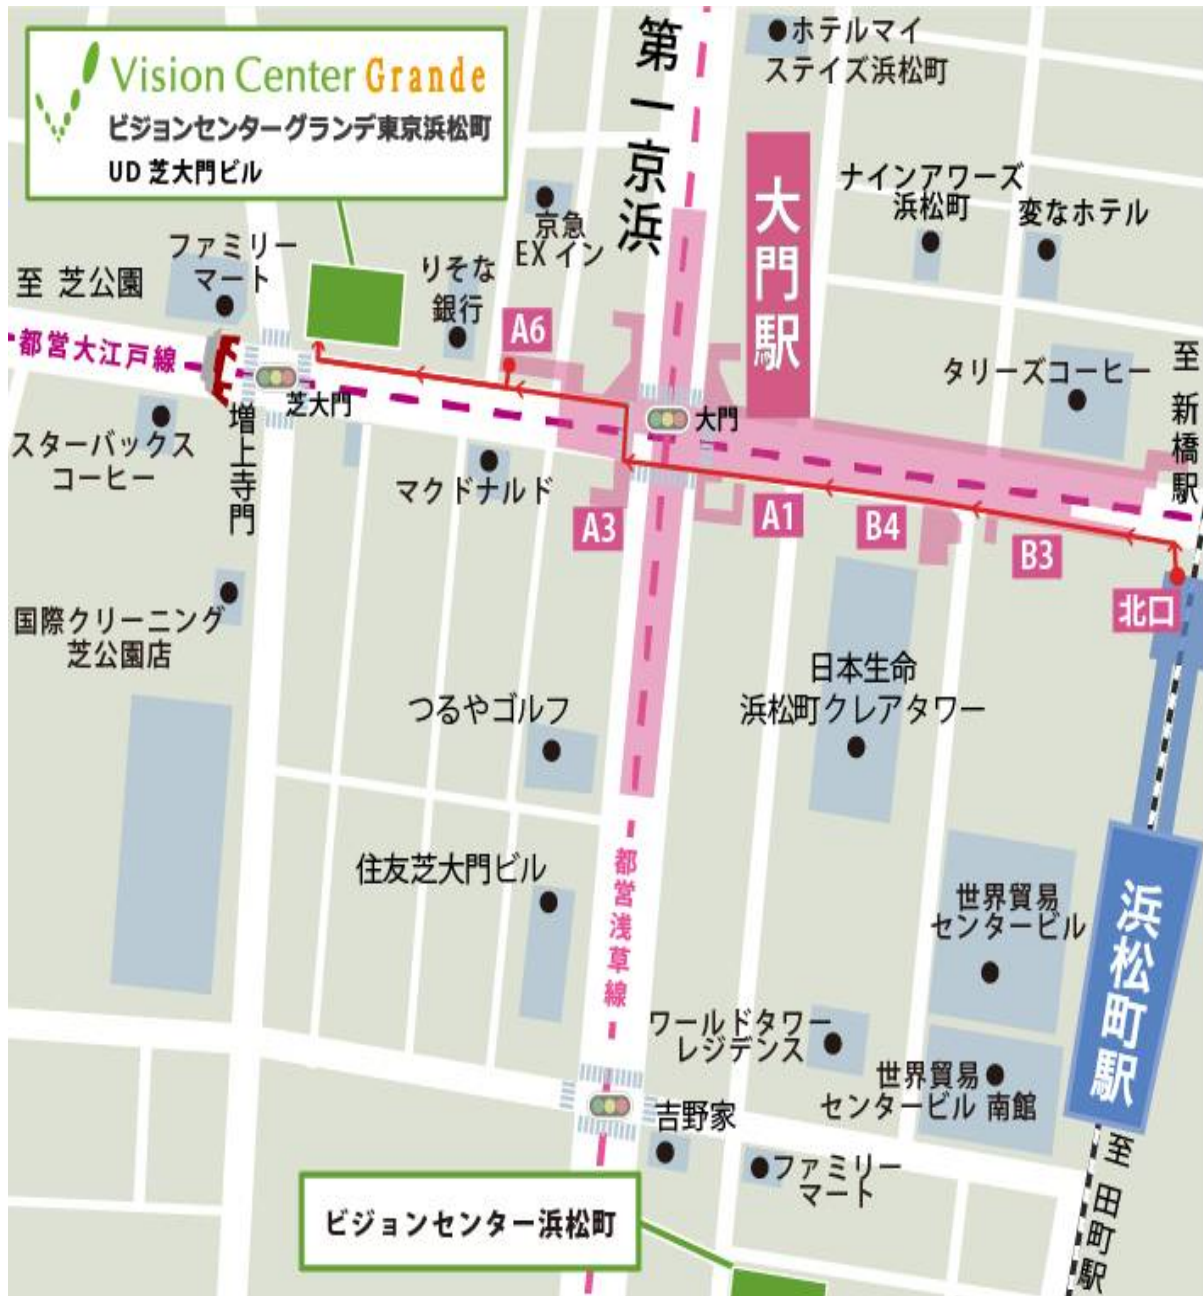 Vision Center Grande
ビジョンセンターグランデ東京浜松町
UD 芝大門ビル
第一京浜
ホテルマイ
ステイズ浜松町
大門駅
ナインアワーズ
浜松町
変なホテル
京急
EX イン
ファミリー
マート
至 芝公園
りそな
銀行
A6
都営大江戸線
タリーズコーヒー
至 新橋駅
芝大門
大門
スターバックス
コーヒー
増上寺門
マクドナルド
A3
A1
B4
B3
北口
国際クリーニング
芝公園店
日本生命
浜松町クレアタワー
つるやゴルフ
住友芝大門ビル
都営浅草線
世界貿易
センタービル
浜松町駅
ワールドタワー
レジデンス
世界貿易
センタービル 南館
吉野家
ファミリー
マート
至 田町駅
ビジョンセンター浜松町